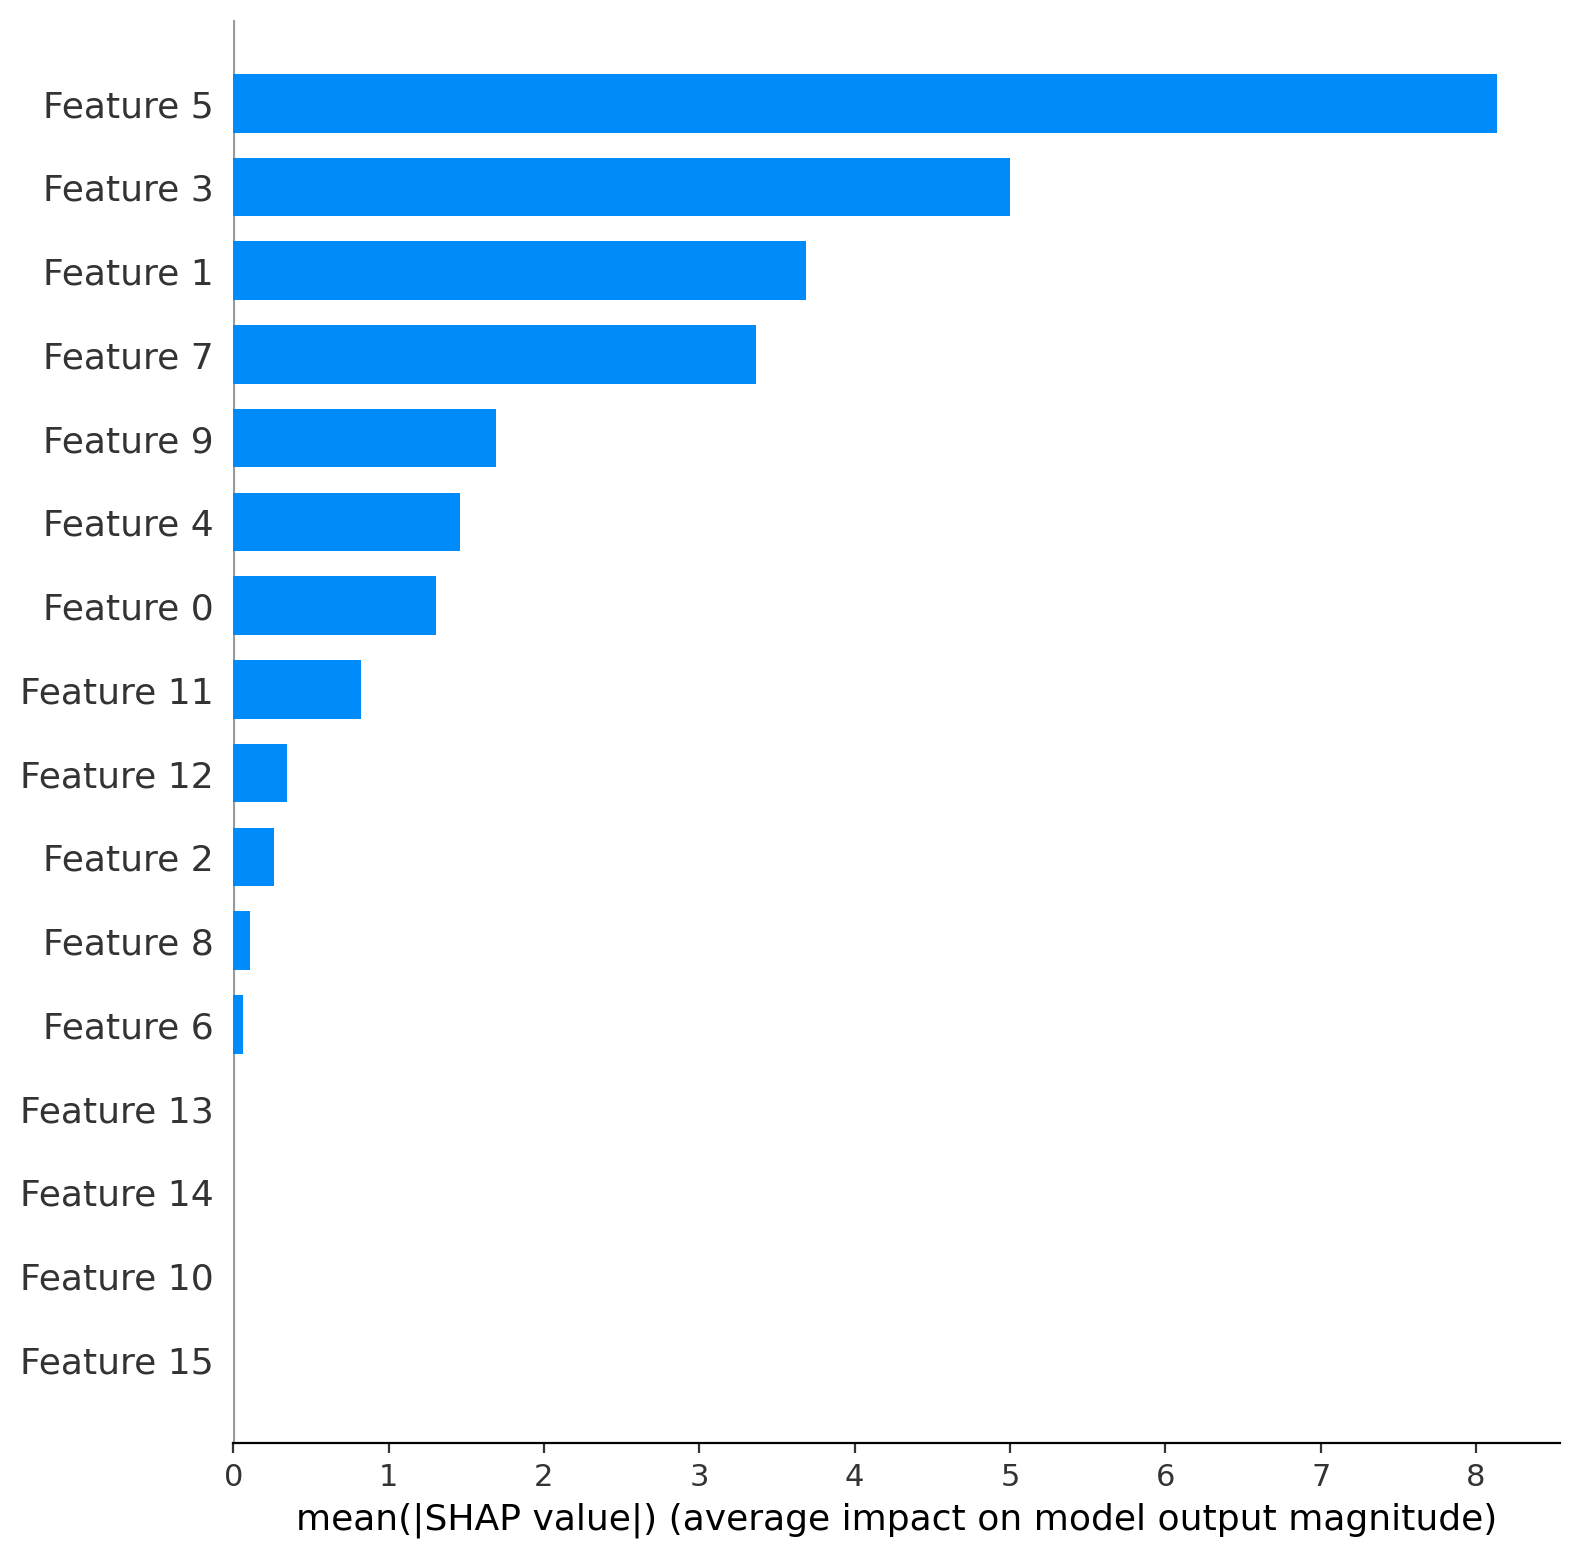 Feature 5
Feature 3
Feature 1
Feature 7
Feature 9
Feature 4
Feature 0
Feature 11
Feature 12
Feature 2
Feature 8
Feature 6
Feature 13
Feature 14
Feature 10
Feature 15
0 1 2 3 4 5 6 7 8
mean(|SHAP value|) (average impact on model output magnitude)